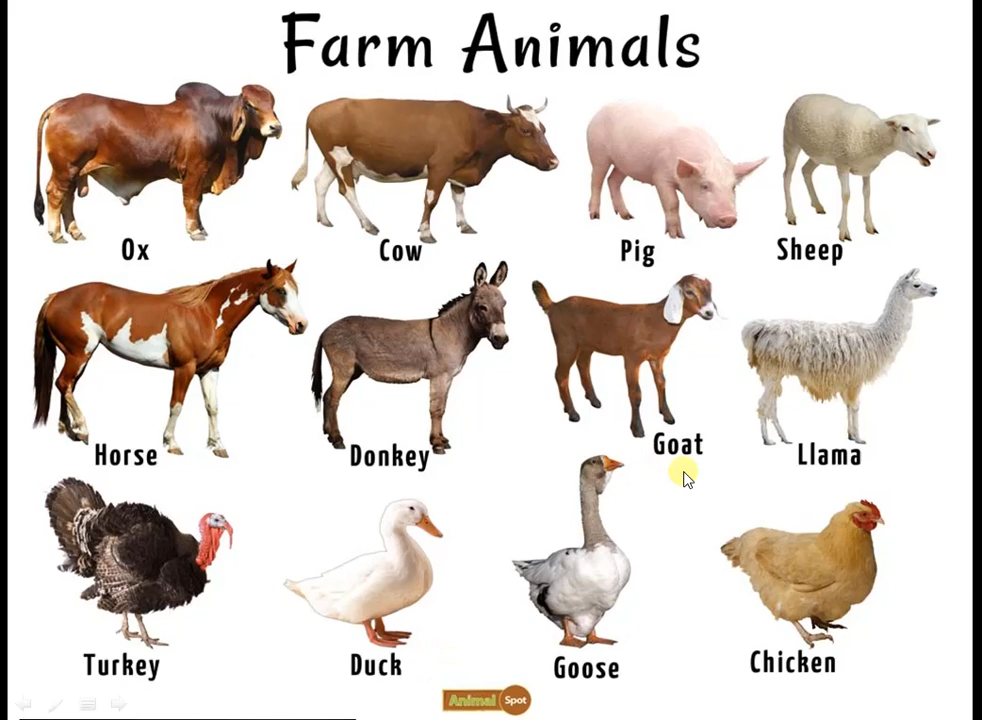 Farm Animals
Ox Cow Pig Sheep
Horse Donkey Goat Llama
Turkey Duck Goose Chicken
Animal Spot